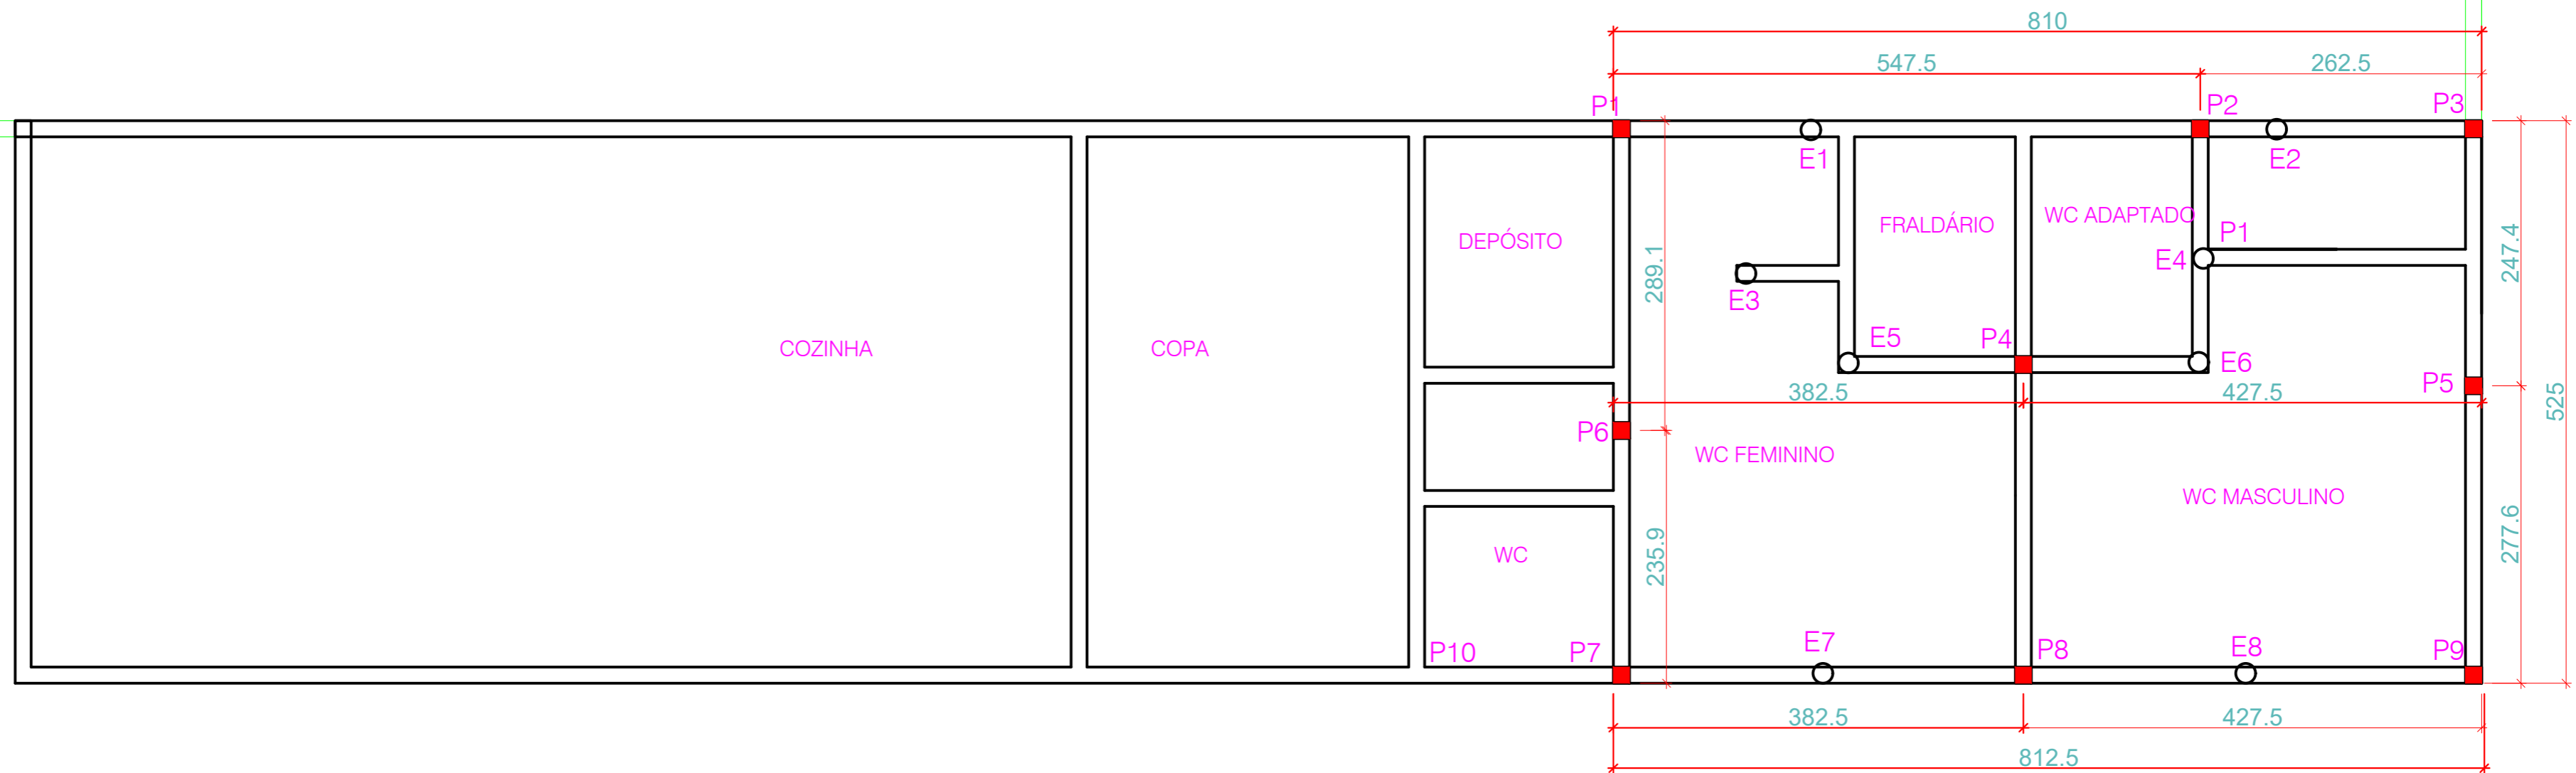 810
547.5
262.5
P1
P2
P3
E1
E2
DEPÓSITO
FRALDÁRIO
WC ADAPTADO
P1
E4
289.1
247.4
E3
COZINHA
COPA
E5
P4
E6
P5
382.5
427.5
525
P6
WC FEMININO
WC MASCULINO
235.9
277.6
WC
P10
P7
E7
P8
E8
P9
382.5
427.5
812.5